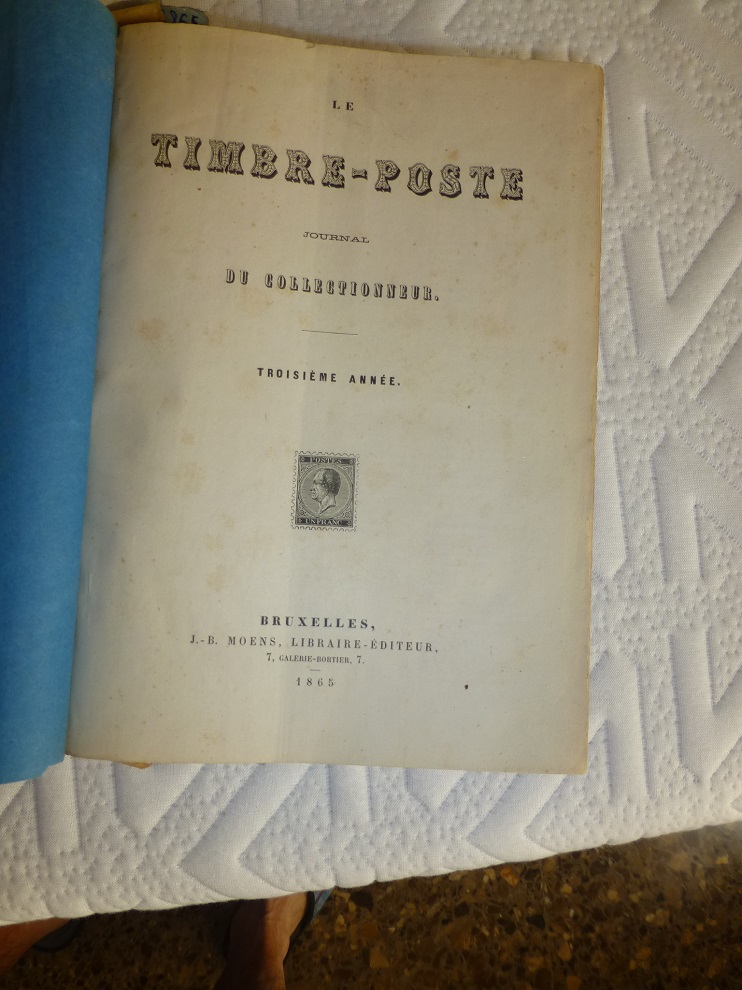 865
LE
TIMBRE-POSTE
JOURNAL
DU COLLECTIONNEUR.
TROISIÈME ANNÉE.
POSTES
UN FRANC
BRUXELLES,
J.-B. MOENS, LIBRAIRE-ÉDITEUR,
7, GALERIE-BORTIER, 7.
1865